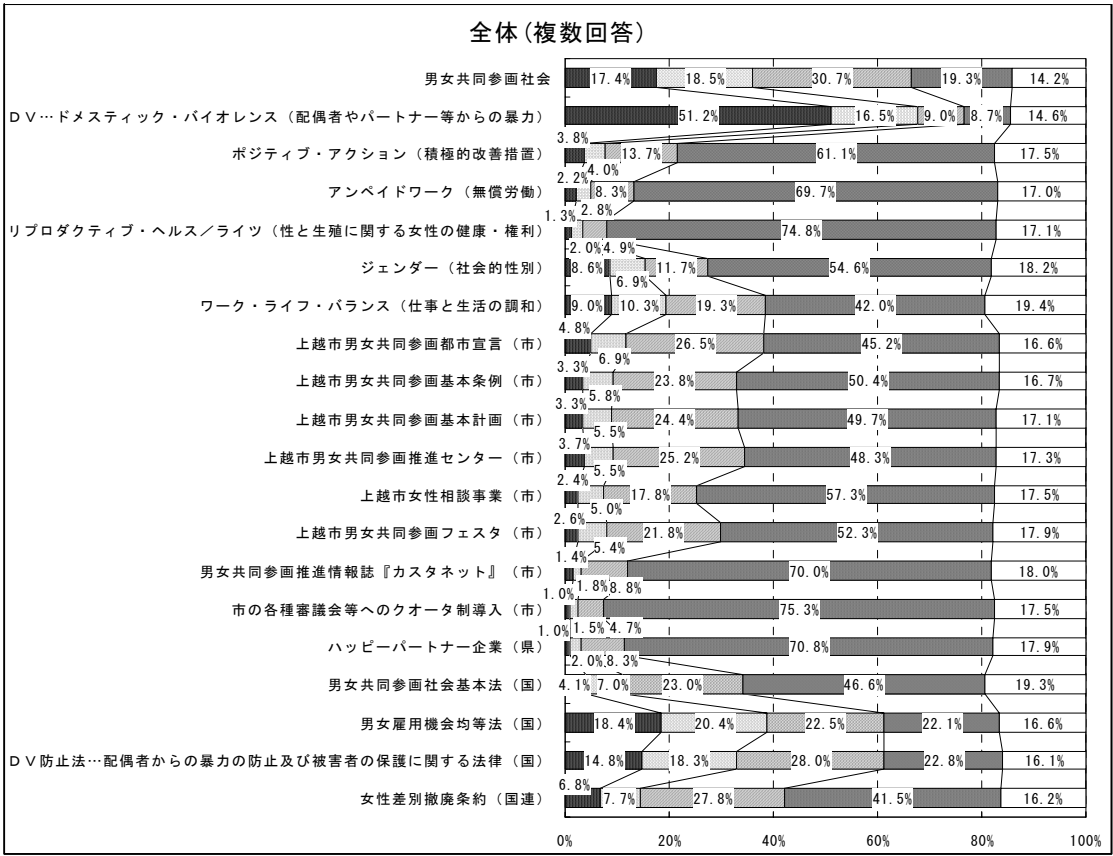 全体(複数回答)
男女共同参画社会 17.4% 18.5% 30.7% 19.3% 14.2%
DV…ドメスティック・バイオレンス（配偶者やパートナー等からの暴力） 51.2% 16.5% 9.0% 8.7% 14.6%
ポジティブ・アクション（積極的改善措置） 3.8% 4.0% 13.7% 61.1% 17.5%
アンペイドワーク（無償労働） 2.2% 2.8% 8.3% 69.7% 17.0%
リプロダクティブ・ヘルス／ライツ（性と生殖に関する女性の健康・権利） 1.3% 2.0% 4.9% 74.8% 17.1%
ジェンダー（社会的性別） 8.6% 6.9% 11.7% 54.6% 18.2%
ワーク・ライフ・バランス（仕事と生活の調和） 9.0% 10.3% 19.3% 42.0% 19.4%
上越市男女共同参画都市宣言（市） 4.8% 6.9% 26.5% 45.2% 16.6%
上越市男女共同参画基本条例（市） 3.3% 5.8% 23.8% 50.4% 16.7%
上越市男女共同参画基本計画（市） 3.3% 5.5% 24.4% 49.7% 17.1%
上越市男女共同参画推進センター（市） 3.7% 5.5% 25.2% 48.3% 17.3%
上越市女性相談事業（市） 2.4% 5.0% 17.8% 57.3% 17.5%
上越市男女共同参画フェスタ（市） 2.6% 5.4% 21.8% 52.3% 17.9%
男女共同参画推進情報誌『カスタネット』（市） 1.4% 1.8% 8.8% 70.0% 18.0%
市の各種審議会等へのクオータ制導入（市） 1.0% 1.5% 4.7% 75.3% 17.5%
ハッピーパートナー企業（県） 1.0% 2.0% 8.3% 70.8% 17.9%
男女共同参画社会基本法（国） 4.1% 7.0% 23.0% 46.6% 19.3%
男女雇用機会均等法（国） 18.4% 20.4% 22.5% 22.1% 16.6%
DV防止法…配偶者からの暴力の防止及び被害者の保護に関する法律（国） 14.8% 18.3% 28.0% 22.8% 16.1%
女性差別撤廃条約（国連） 6.8% 7.7% 27.8% 41.5% 16.2%
0% 20% 40% 60% 80% 100%